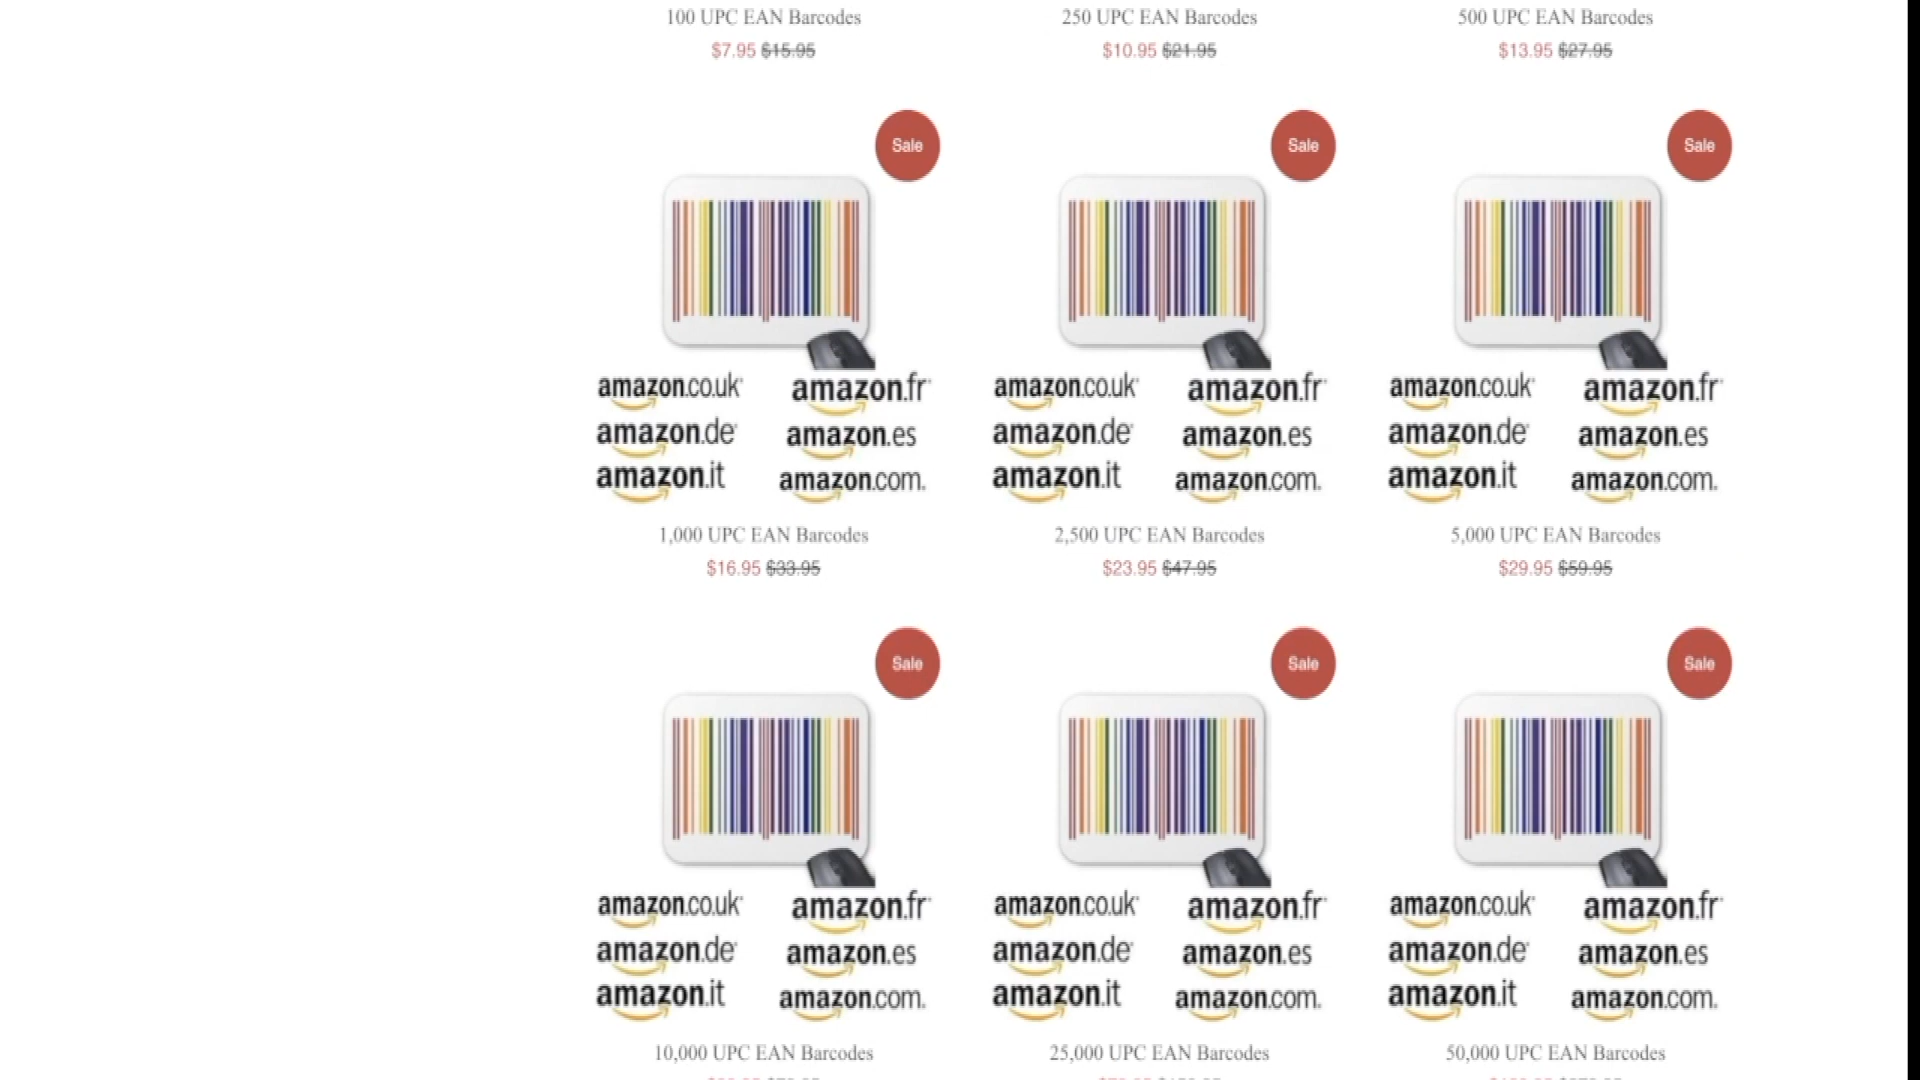 100 UPC EAN Barcodes
250 UPC EAN Barcodes
500 UPC EAN Barcodes
$7.95 $15.95
$10.95 $21.95
$13.95 $27.95
Sale
Sale
Sale
amazon.co.uk amazon.fr
amazon.de amazon.es
amazon.it amazon.com.
amazon.co.uk amazon.fr
amazon.de amazon.es
amazon.it amazon.com.
amazon.co.uk amazon.fr
amazon.de amazon.es
amazon.it amazon.com.
1,000 UPC EAN Barcodes
2,500 UPC EAN Barcodes
5,000 UPC EAN Barcodes
$16.95 $33.95
$23.95 $47.95
$29.95 $59.95
Sale
Sale
Sale
amazon.co.uk amazon.fr
amazon.de amazon.es
amazon.it amazon.com.
amazon.co.uk amazon.fr
amazon.de amazon.es
amazon.it amazon.com.
amazon.co.uk amazon.fr
amazon.de amazon.es
amazon.it amazon.com.
10,000 UPC EAN Barcodes
25,000 UPC EAN Barcodes
50,000 UPC EAN Barcodes